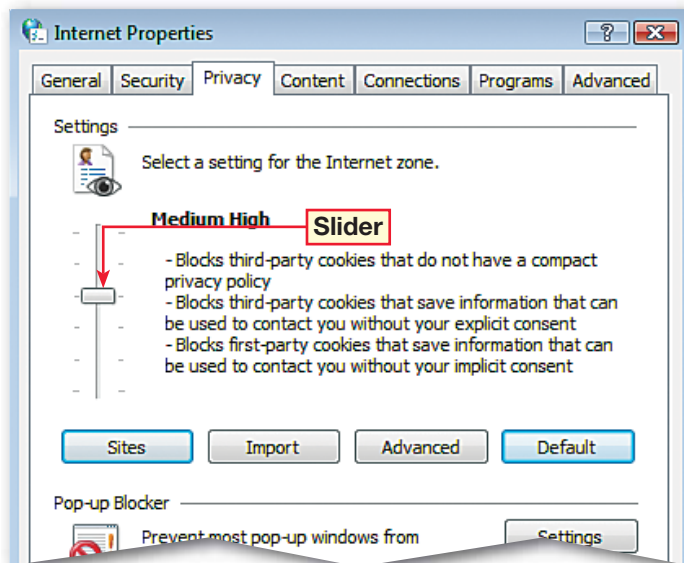 Internet Properties
General Security Privacy Content Connections Programs Advanced
Settings
Select a setting for the Internet zone.
Medium High
Slider
- Blocks third-party cookies that do not have a compact
privacy policy
- Blocks third-party cookies that save information that can
be used to contact you without your explicit consent
- Blocks first-party cookies that save information that can
be used to contact you without your implicit consent
Sites Import Advanced Default
Pop-up Blocker
Prevent most pop-up windows from Settings